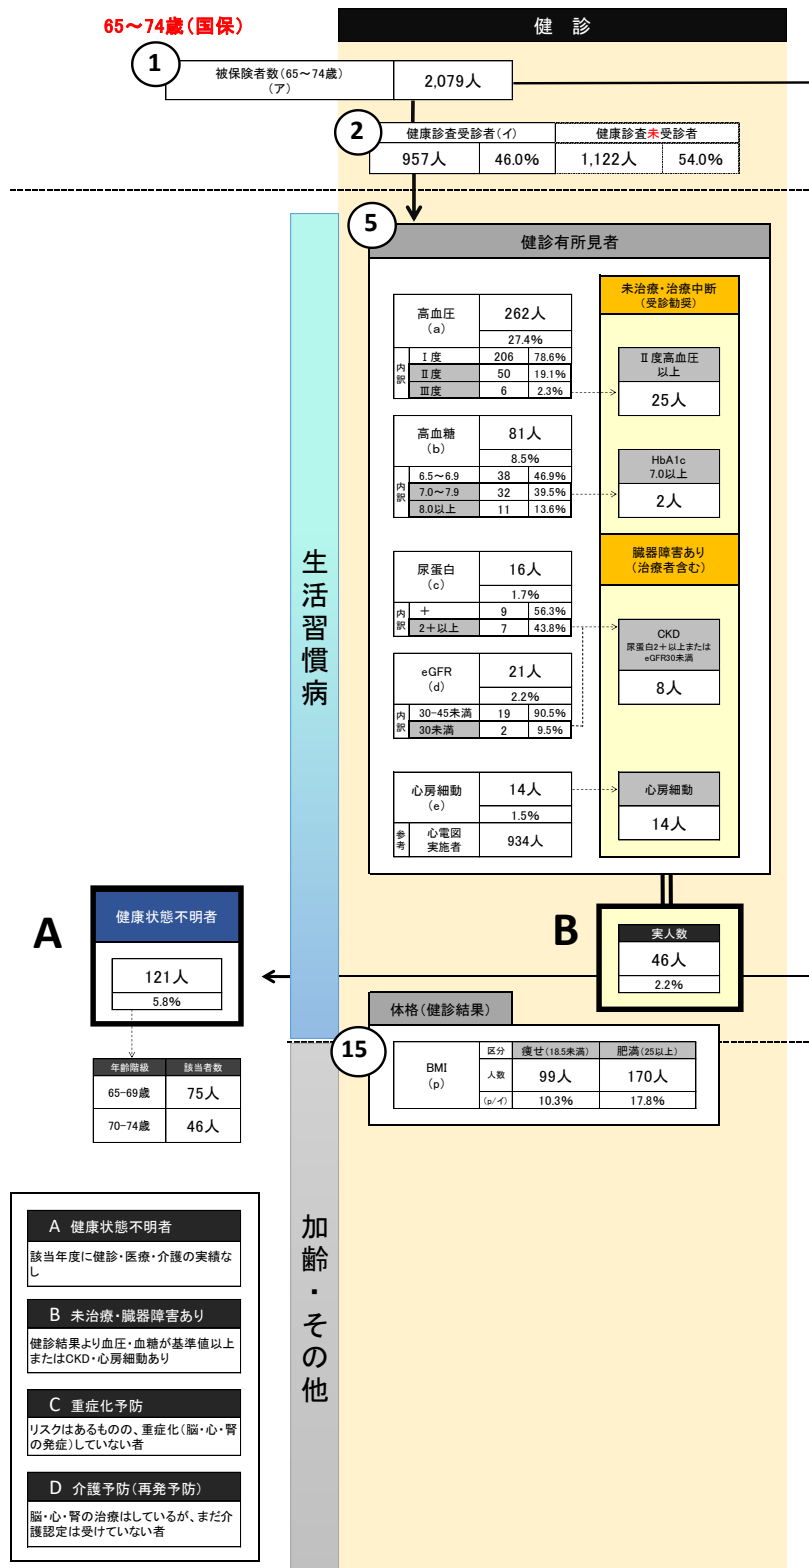 65～74歳(国保)
健 診
1
被保険者数(65～74歳)
(ア)
2,079人
2
健康診査受診者(イ)
健康診査未受診者
957人
46.0%
1,122人
54.0%
5
健診有所見者
未治療・治療中断
(受診勧奨)
高血圧
(a)
262人
27.4%
内訳
Ⅰ度
206
78.6%
Ⅱ度
50
19.1%
Ⅲ度
6
2.3%
Ⅱ度高血圧
以上
25人
高血糖
(b)
81人
8.5%
内訳
6.5～6.9
38
46.9%
7.0～7.9
32
39.5%
8.0以上
11
13.6%
HbA1c
7.0以上
2人
臓器障害あり
(治療者含む)
尿蛋白
(c)
16人
1.7%
内訳
＋
9
56.3%
2＋以上
7
43.8%
CKD
尿蛋白2＋以上または
eGFR30未満
8人
eGFR
(d)
21人
2.2%
内訳
30-45未満
19
90.5%
30未満
2
9.5%
心房細動
(e)
14人
1.5%
参考
心電図
実施者
934人
心房細動
14人
生活習慣病
A
健康状態不明者
121人
5.8%
B
実人数
46人
2.2%
年齢階級
該当者数
65-69歳
75人
70-74歳
46人
体格(健診結果)
15
BMI
(p)
区分
痩せ(18.5未満)
肥満(25以上)
人数
99人
170人
(p/イ)
10.3%
17.8%
加齢・その他
A 健康状態不明者
該当年度に健診・医療・介護の実績な
し
B 未治療・臓器障害あり
健診結果より血圧・血糖が基準値以上
またはCKD・心房細動あり
C 重症化予防
リスクはあるものの、重症化(脳・心・腎
の発症)していない者
D 介護予防(再発予防)
脳・心・腎の治療はしているが、まだ介
護認定は受けていない者